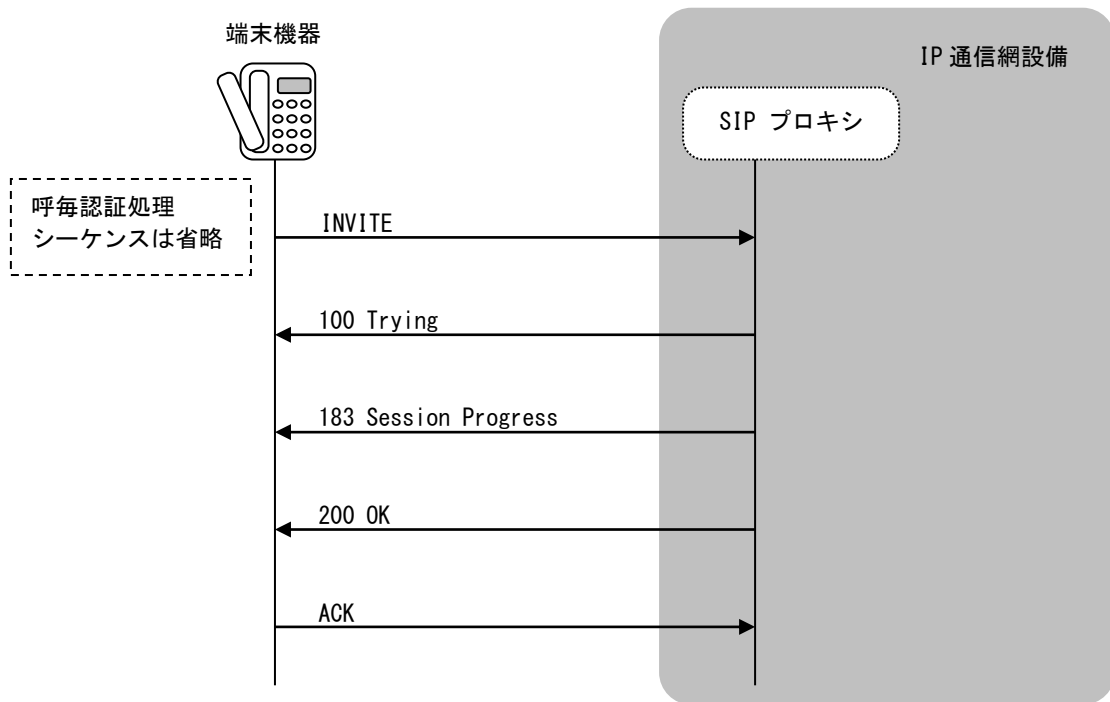 端末機器
IP 通信網設備
SIP プロキシ
呼毎認証処理
シーケンスは省略
INVITE
100 Trying
183 Session Progress
200 OK
ACK